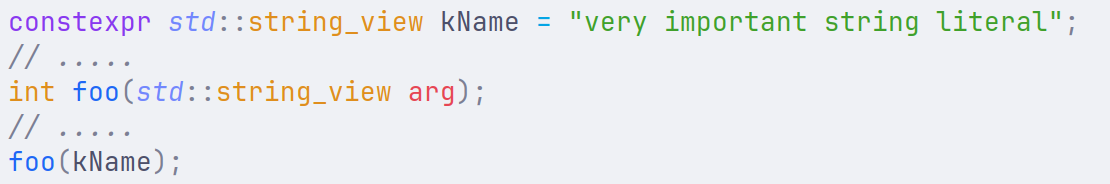 constexpr std::string_view kName = "very important string literal";
// .....
int foo(std::string_view arg);
// .....
foo(kName);